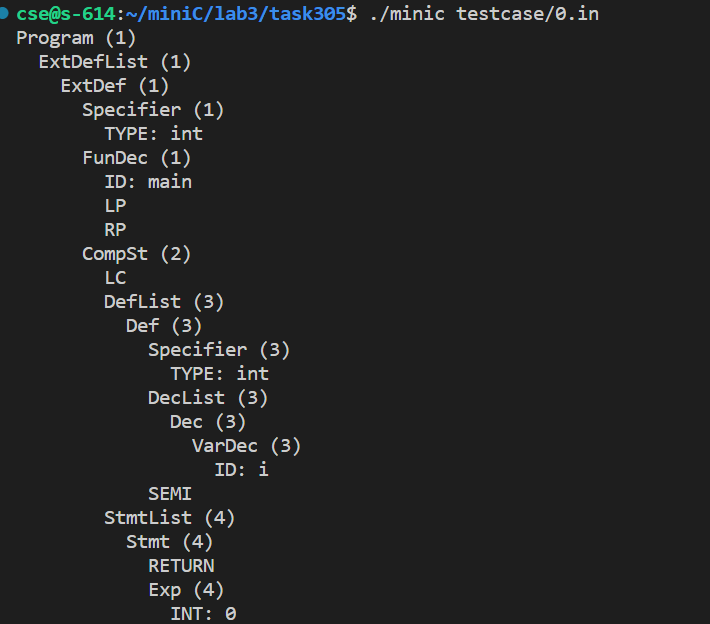 cse@s-614:~/miniC/lab3/task305$ ./minic testcase/0.in
Program (1)
  ExtDefList (1)
    ExtDef (1)
      Specifier (1)
        TYPE: int
      FunDec (1)
        ID: main
        LP
        RP
      CompSt (2)
        LC
        DefList (3)
          Def (3)
            Specifier (3)
              TYPE: int
            DecList (3)
              Dec (3)
                VarDec (3)
                  ID: i
            SEMI
        StmtList (4)
          Stmt (4)
            RETURN
            Exp (4)
              INT: 0